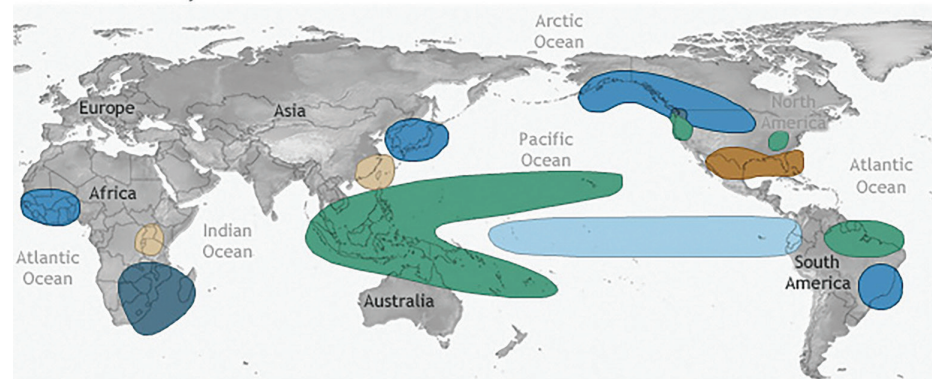 Arctic
Ocean
Europe
Asia
North
America
Pacific
Ocean
Atlantic
Ocean
Africa
Indian
Ocean
Atlantic
Ocean
South
America
Australia